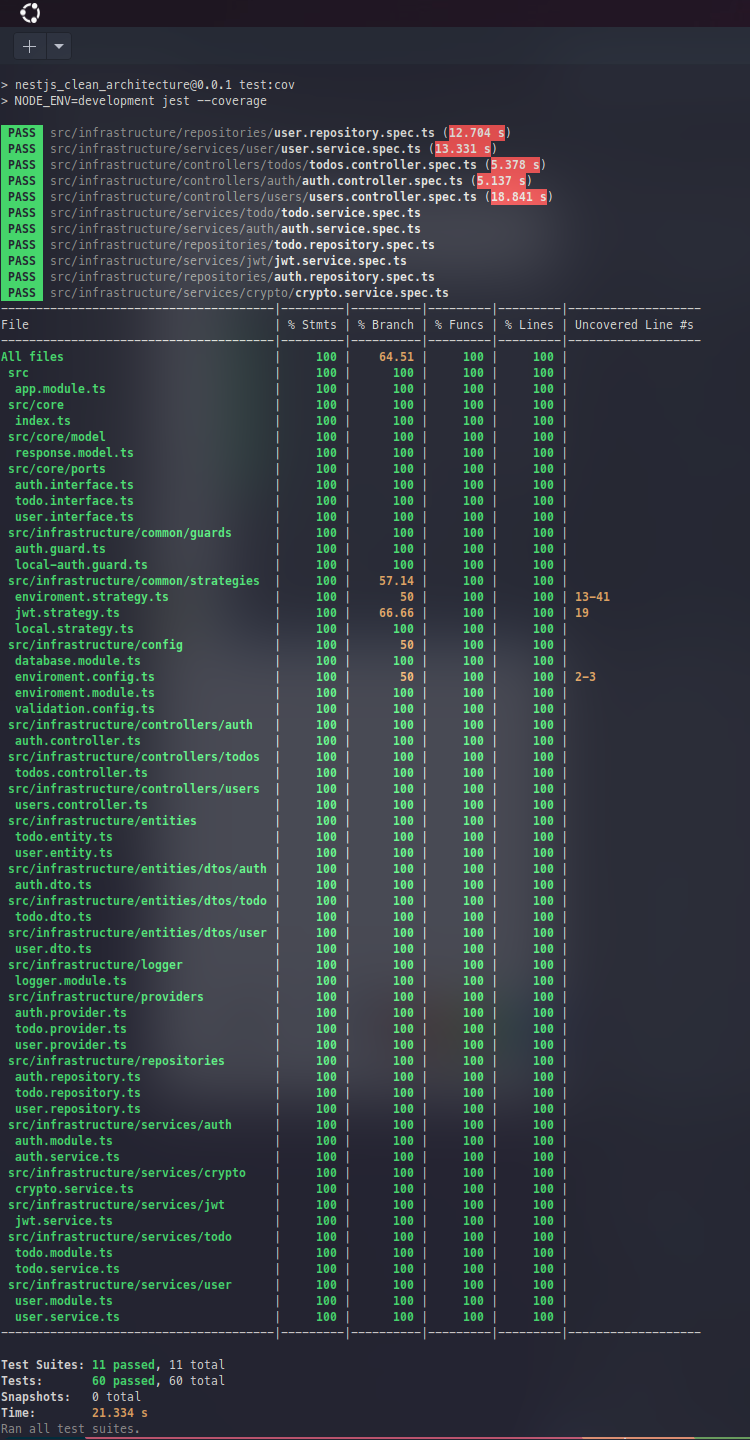 > nestjs_clean_architecture@0.0.1 test:cov
> NODE_ENV=development jest --coverage
PASS src/infrastructure/repositories/user.repository.spec.ts (12.704 s)
PASS src/infrastructure/services/user/user.service.spec.ts (13.331 s)
PASS src/infrastructure/controllers/todos/todos.controller.spec.ts (5.378 s)
PASS src/infrastructure/controllers/auth/auth.controller.spec.ts (5.137 s)
PASS src/infrastructure/controllers/users/users.controller.spec.ts (18.841 s)
PASS src/infrastructure/services/todo/todo.service.spec.ts
PASS src/infrastructure/services/auth/auth.service.spec.ts
PASS src/infrastructure/repositories/todo.repository.spec.ts
PASS src/infrastructure/services/jwt/jwt.service.spec.ts
PASS src/infrastructure/repositories/auth.repository.spec.ts
PASS src/infrastructure/services/crypto/crypto.service.spec.ts
---------------------------------------|---------|----------|---------|---------|-------------------
File | % Stmts | % Branch | % Funcs | % Lines | Uncovered Line #s
---------------------------------------|---------|----------|---------|---------|-------------------
All files | 100 | 64.51 | 100 | 100 |
src | 100 | 100 | 100 | 100 |
app.module.ts | 100 | 100 | 100 | 100 |
src/core | 100 | 100 | 100 | 100 |
index.ts | 100 | 100 | 100 | 100 |
src/core/model | 100 | 100 | 100 | 100 |
response.model.ts | 100 | 100 | 100 | 100 |
src/core/ports | 100 | 100 | 100 | 100 |
auth.interface.ts | 100 | 100 | 100 | 100 |
todo.interface.ts | 100 | 100 | 100 | 100 |
user.interface.ts | 100 | 100 | 100 | 100 |
src/infrastructure/common/guards | 100 | 100 | 100 | 100 |
auth.guard.ts | 100 | 100 | 100 | 100 |
local-auth.guard.ts | 100 | 100 | 100 | 100 |
src/infrastructure/common/strategies | 100 | 57.14 | 100 | 100 |
enviroment.strategy.ts | 100 | 50 | 100 | 100 | 13-41
jwt.strategy.ts | 100 | 66.66 | 100 | 100 | 19
local.strategy.ts | 100 | 100 | 100 | 100 |
src/infrastructure/config | 100 | 50 | 100 | 100 |
database.module.ts | 100 | 100 | 100 | 100 |
enviroment.config.ts | 100 | 50 | 100 | 100 | 2-3
enviroment.module.ts | 100 | 100 | 100 | 100 |
validation.config.ts | 100 | 100 | 100 | 100 |
src/infrastructure/controllers/auth | 100 | 100 | 100 | 100 |
auth.controller.ts | 100 | 100 | 100 | 100 |
src/infrastructure/controllers/todos | 100 | 100 | 100 | 100 |
todos.controller.ts | 100 | 100 | 100 | 100 |
src/infrastructure/controllers/users | 100 | 100 | 100 | 100 |
users.controller.ts | 100 | 100 | 100 | 100 |
src/infrastructure/entities | 100 | 100 | 100 | 100 |
todo.entity.ts | 100 | 100 | 100 | 100 |
user.entity.ts | 100 | 100 | 100 | 100 |
src/infrastructure/entities/dtos/auth | 100 | 100 | 100 | 100 |
auth.dto.ts | 100 | 100 | 100 | 100 |
src/infrastructure/entities/dtos/todo | 100 | 100 | 100 | 100 |
todo.dto.ts | 100 | 100 | 100 | 100 |
src/infrastructure/entities/dtos/user | 100 | 100 | 100 | 100 |
user.dto.ts | 100 | 100 | 100 | 100 |
src/infrastructure/logger | 100 | 100 | 100 | 100 |
logger.module.ts | 100 | 100 | 100 | 100 |
src/infrastructure/providers | 100 | 100 | 100 | 100 |
auth.provider.ts | 100 | 100 | 100 | 100 |
todo.provider.ts | 100 | 100 | 100 | 100 |
user.provider.ts | 100 | 100 | 100 | 100 |
src/infrastructure/repositories | 100 | 100 | 100 | 100 |
auth.repository.ts | 100 | 100 | 100 | 100 |
todo.repository.ts | 100 | 100 | 100 | 100 |
user.repository.ts | 100 | 100 | 100 | 100 |
src/infrastructure/services/auth | 100 | 100 | 100 | 100 |
auth.module.ts | 100 | 100 | 100 | 100 |
auth.service.ts | 100 | 100 | 100 | 100 |
src/infrastructure/services/crypto | 100 | 100 | 100 | 100 |
crypto.service.ts | 100 | 100 | 100 | 100 |
src/infrastructure/services/jwt | 100 | 100 | 100 | 100 |
jwt.service.ts | 100 | 100 | 100 | 100 |
src/infrastructure/services/todo | 100 | 100 | 100 | 100 |
todo.module.ts | 100 | 100 | 100 | 100 |
todo.service.ts | 100 | 100 | 100 | 100 |
src/infrastructure/services/user | 100 | 100 | 100 | 100 |
user.module.ts | 100 | 100 | 100 | 100 |
user.service.ts | 100 | 100 | 100 | 100 |
---------------------------------------|---------|----------|---------|---------|-------------------
Test Suites: 11 passed, 11 total
Tests: 60 passed, 60 total
Snapshots: 0 total
Time: 21.334 s
Ran all test suites.